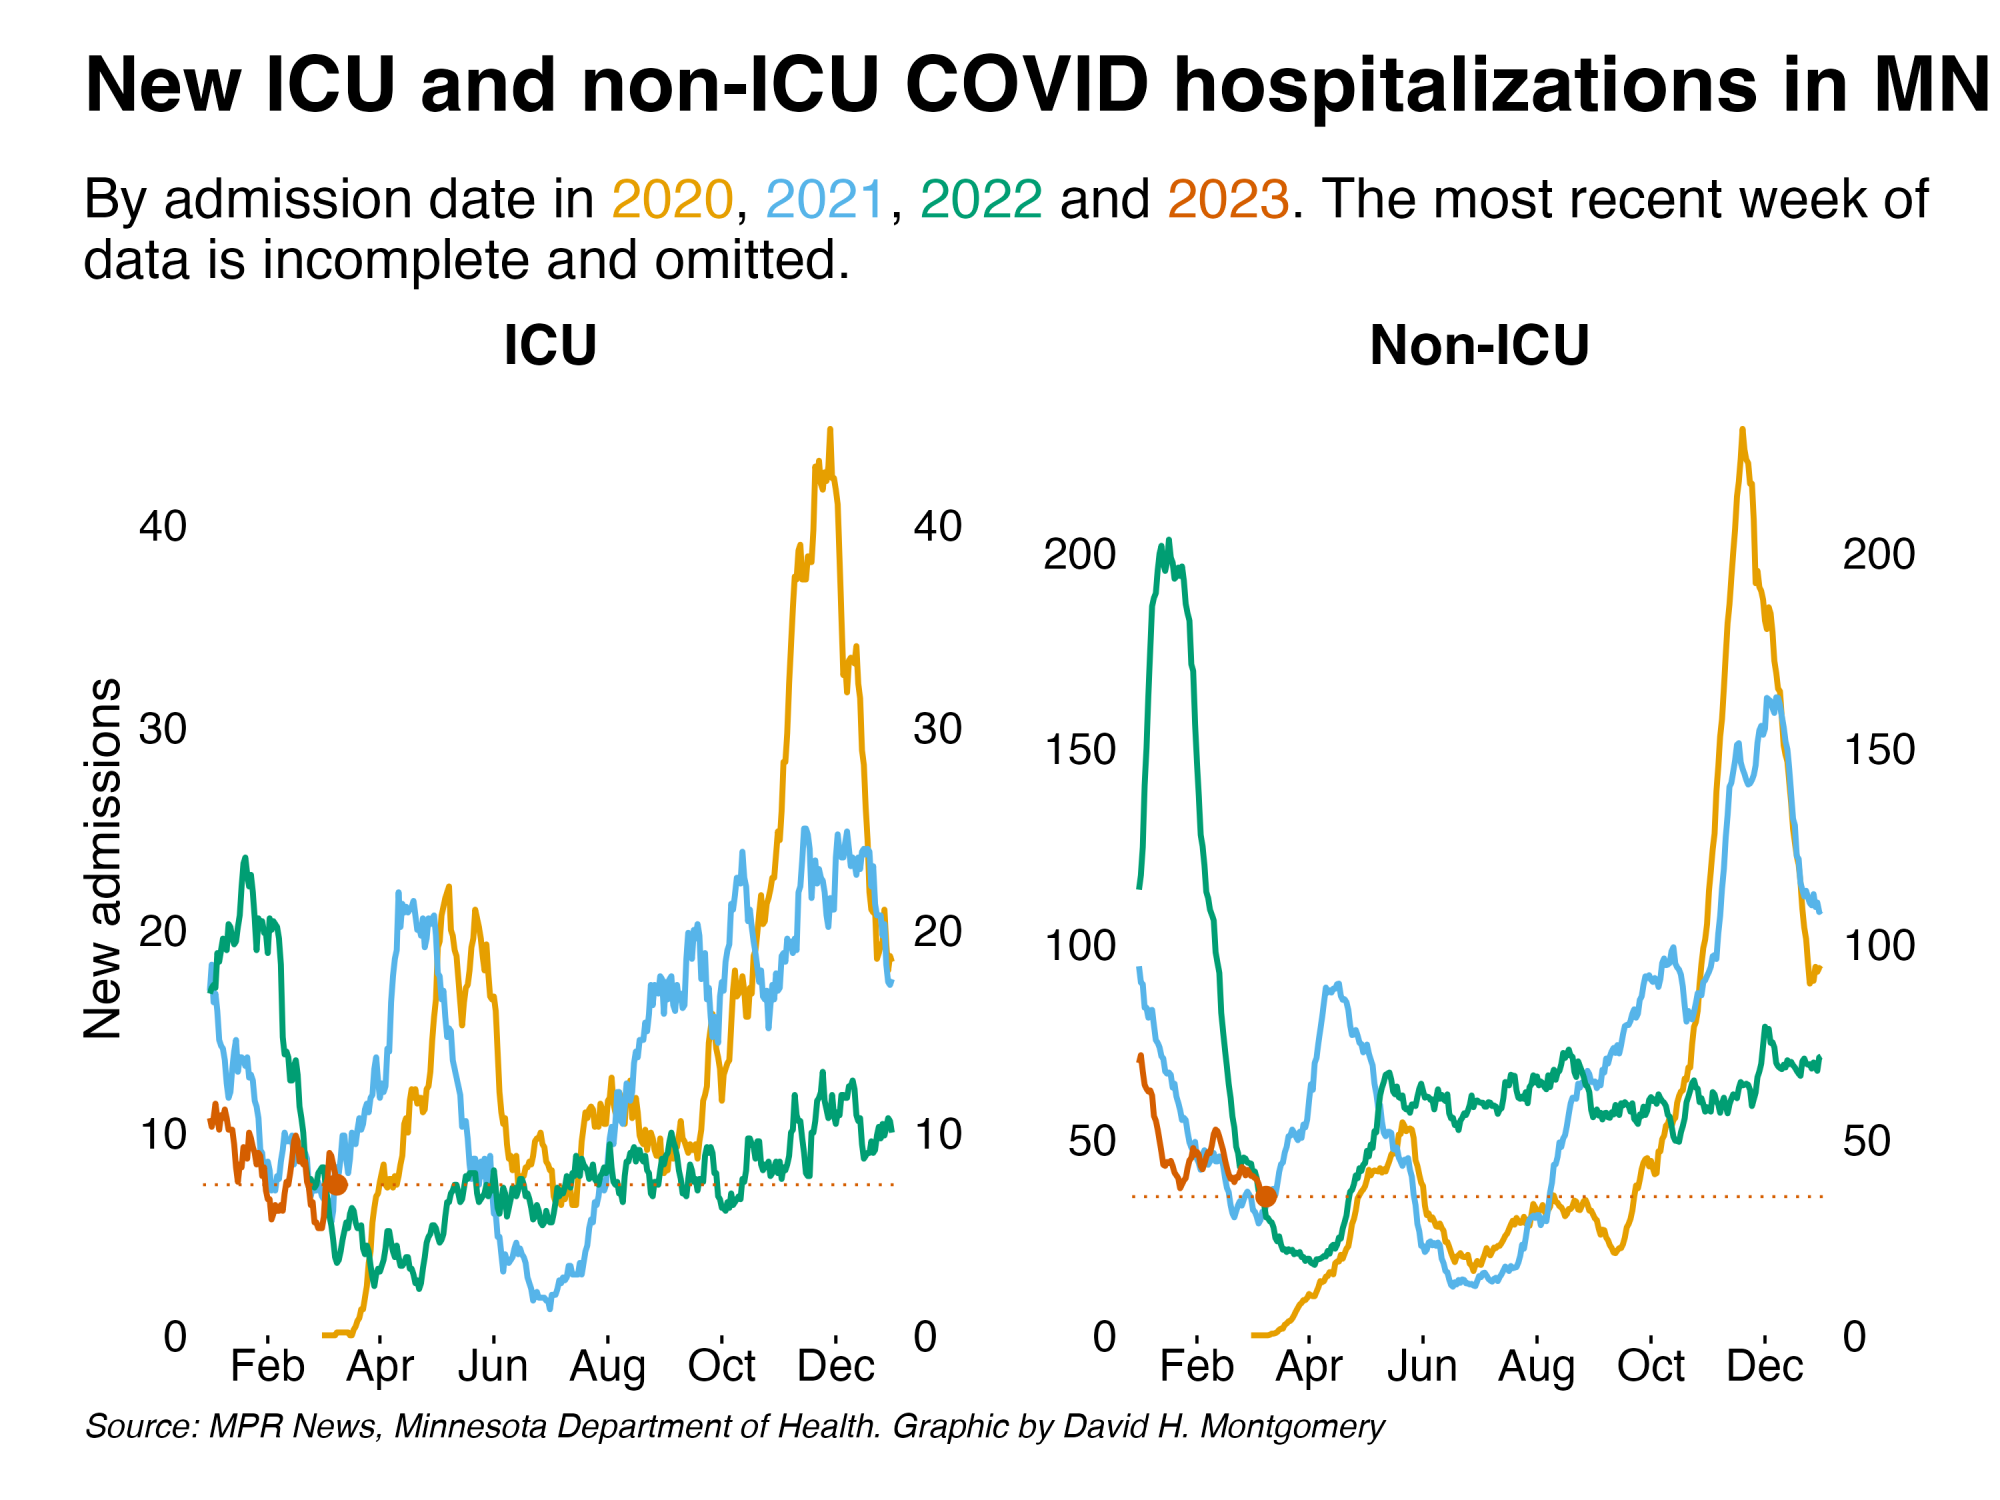 New ICU and non-ICU COVID hospitalizations in MN
By admission date in 2020, 2021, 2022 and 2023. The most recent week of
data is incomplete and omitted.
ICU
Non-ICU
New admissions
40
30
20
10
0
40
30
20
10
0
Feb Apr Jun Aug Oct Dec
200
150
100
50
0
200
150
100
50
0
Feb Apr Jun Aug Oct Dec
Source: MPR News, Minnesota Department of Health. Graphic by David H. Montgomery